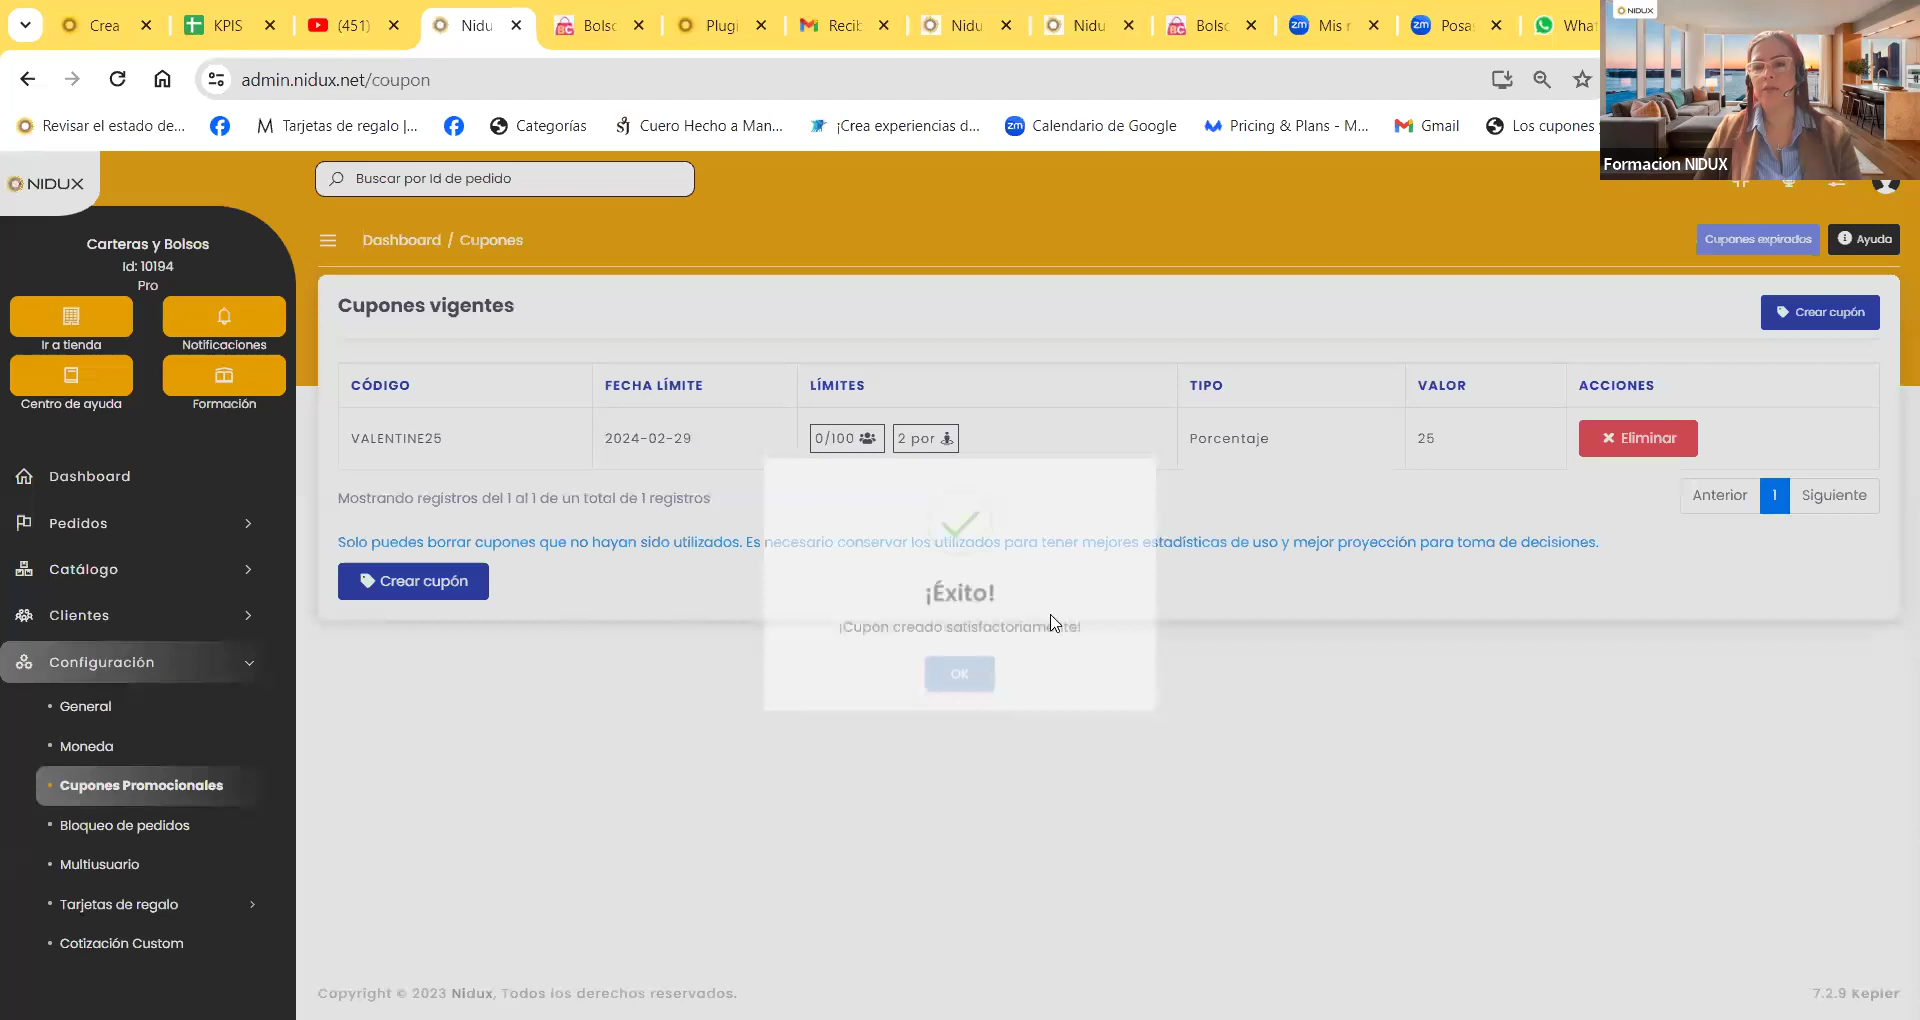 Crea
KPIS
(451)
Nidu
Bolsc
Plugi
Recib
Nidu
Nidu
Bolsc
Mis r
Posa
What
admin.nidux.net/coupon
Revisar el estado de...
Tarjetas de regalo |...
Categorías
Cuero Hecho a Man...
¡Crea experiencias d...
Calendario de Google
Pricing & Plans - M...
Gmail
Los cupones
NIDUX
Formacion NIDUX
NIDUX
Buscar por Id de pedido
Carteras y Bolsos
Id: 10194
Pro
Ir a tienda
Notificaciones
Centro de ayuda
Formación
Dashboard
Pedidos
Catálogo
Clientes
Configuración
General
Moneda
Cupones Promocionales
Bloqueo de pedidos
Multiusuario
Tarjetas de regalo
Cotización Custom
Dashboard / Cupones
Cupones expirados
Ayuda
Cupones vigentes
Crear cupón
CÓDIGO
FECHA LÍMITE
LÍMITES
TIPO
VALOR
ACCIONES
VALENTINE25
2024-02-29
0/100
2 por
Porcentaje
25
Eliminar
Mostrando registros del 1 al 1 de un total de 1 registros
Anterior
1
Siguiente
Solo puedes borrar cupones que no hayan sido utilizados. Es necesario conservar los utilizados para tener mejores estadísticas de uso y mejor proyección para toma de decisiones.
Crear cupón
¡Éxito!
¡Cupón creado satisfactoriamente!
OK
Copyright © 2023 Nidux, Todos los derechos reservados.
7.2.9 Kepler